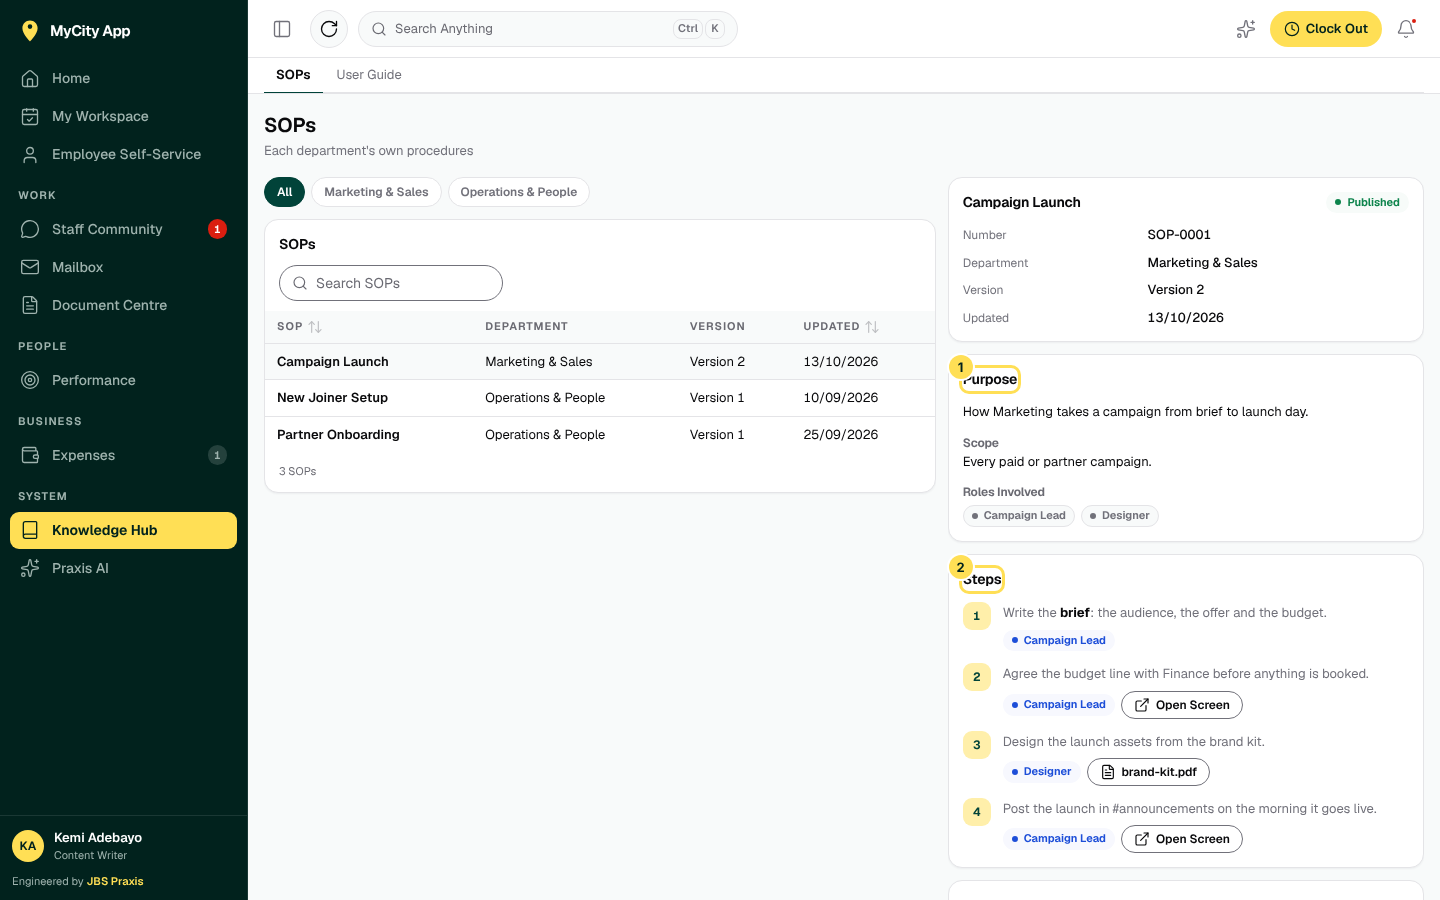 MyCity App
Home
My Workspace
Employee Self-Service
WORK
Staff Community 1
Mailbox
Document Centre
PEOPLE
Performance
BUSINESS
Expenses 1
SYSTEM
Knowledge Hub
Praxis AI
KA
Kemi Adebayo
Content Writer
Engineered by JBS Praxis
Search Anything Ctrl K
Clock Out
SOPs User Guide
SOPs
Each department's own procedures
All Marketing & Sales Operations & People
SOPs
Search SOPs
SOP DEPARTMENT VERSION UPDATED
Campaign Launch Marketing & Sales Version 2 13/10/2026
New Joiner Setup Operations & People Version 1 10/09/2026
Partner Onboarding Operations & People Version 1 25/09/2026
3 SOPs
Campaign Launch Published
Number SOP-0001
Department Marketing & Sales
Version Version 2
Updated 13/10/2026
1
Purpose
How Marketing takes a campaign from brief to launch day.
Scope
Every paid or partner campaign.
Roles Involved
Campaign Lead Designer
2
Steps
1 Write the brief: the audience, the offer and the budget.
Campaign Lead
2 Agree the budget line with Finance before anything is booked.
Campaign Lead Open Screen
3 Design the launch assets from the brand kit.
Designer brand-kit.pdf
4 Post the launch in #announcements on the morning it goes live.
Campaign Lead Open Screen